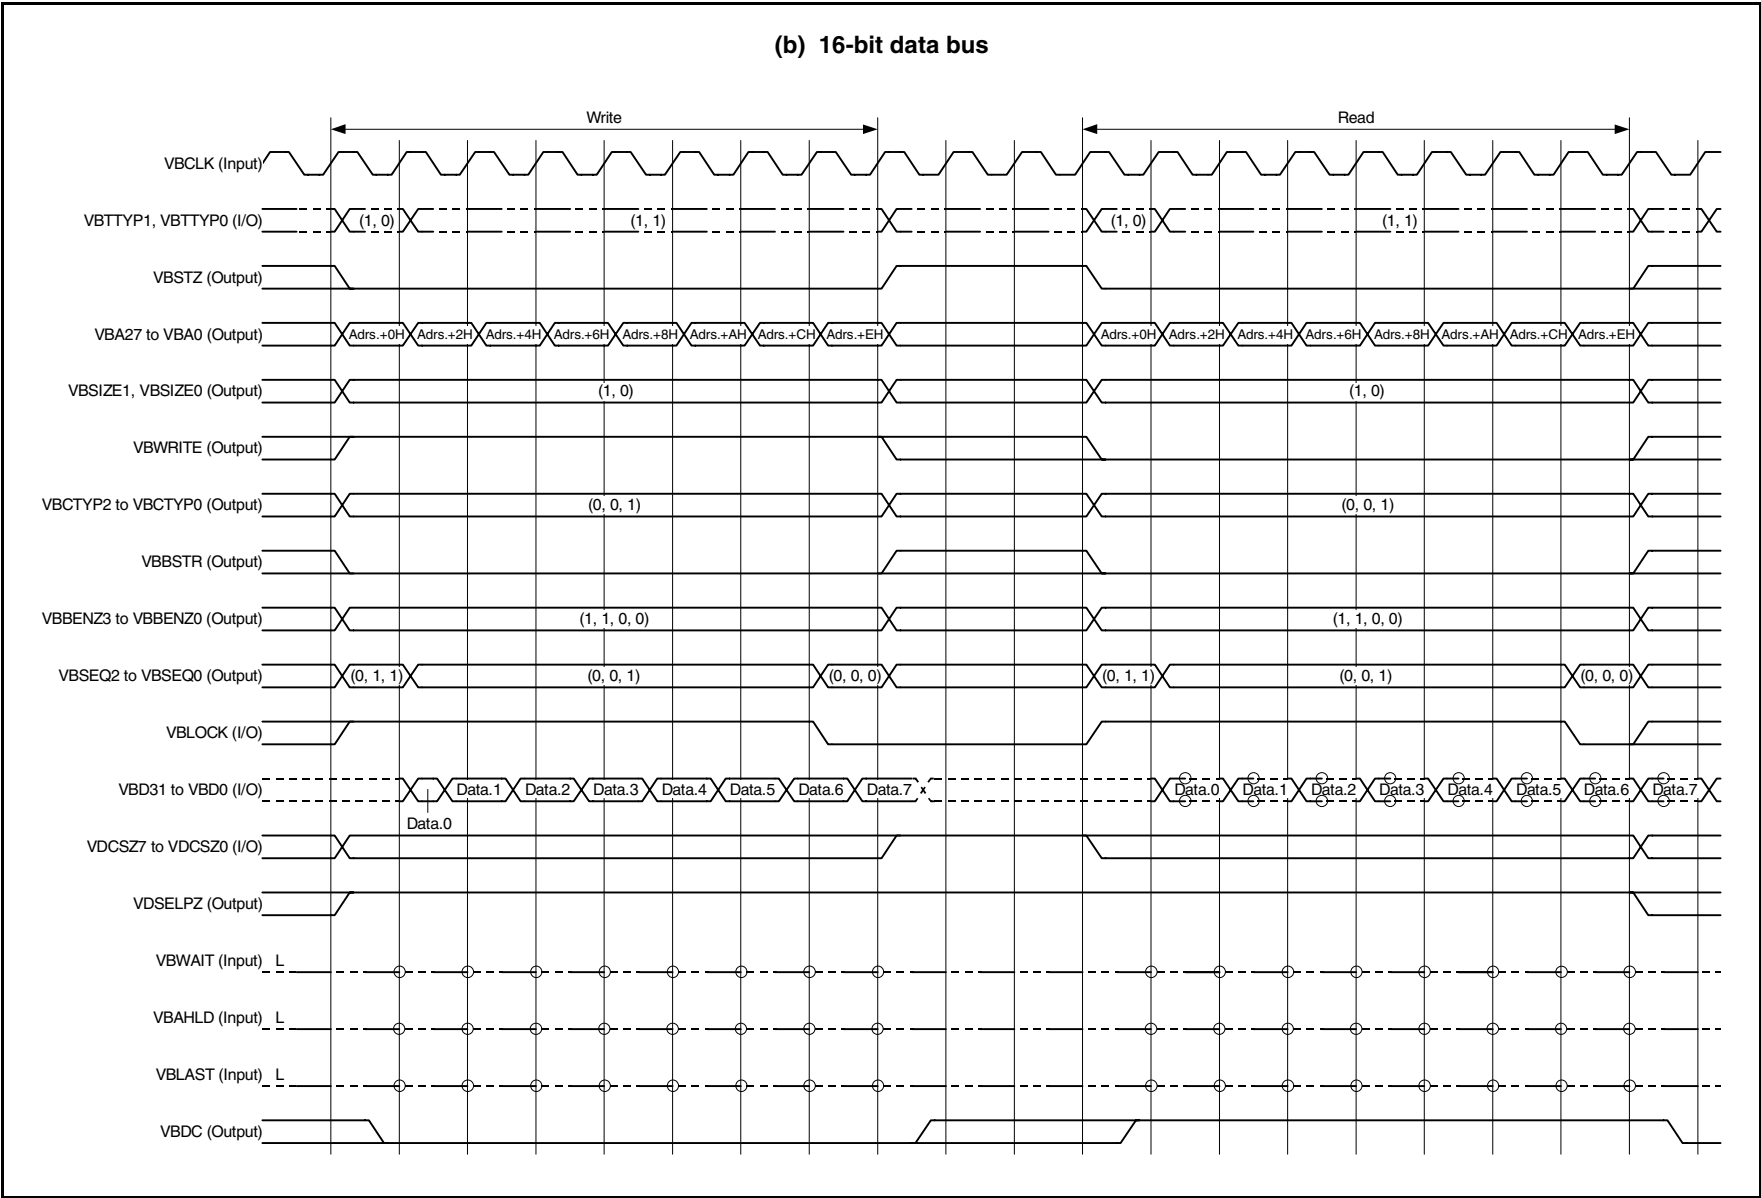 (b) 16-bit data bus
Write Read
VBCLK (Input)
VBTTYP1, VBTTYP0 (I/O) (1, 0) (1, 1) (1, 0) (1, 1)
VBSTZ (Output)
VBA27 to VBA0 (Output) Adrs.+0H Adrs.+2H Adrs.+4H Adrs.+6H Adrs.+8H Adrs.+AH Adrs.+CH Adrs.+EH Adrs.+0H Adrs.+2H Adrs.+4H Adrs.+6H Adrs.+8H Adrs.+AH Adrs.+CH Adrs.+EH
VBSIZE1, VBSIZE0 (Output) (1, 0) (1, 0)
VBWRITE (Output)
VBCTYP2 to VBCTYP0 (Output) (0, 0, 1) (0, 0, 1)
VBBSTR (Output)
VBBENZ3 to VBBENZ0 (Output) (1, 1, 0, 0) (1, 1, 0, 0)
VBSEQ2 to VBSEQ0 (Output) (0, 1, 1) (0, 0, 1) (0, 0, 0) (0, 1, 1) (0, 0, 1) (0, 0, 0)
VBLOCK (I/O)
VBD31 to VBD0 (I/O) Data.1 Data.2 Data.3 Data.4 Data.5 Data.6 Data.7 Data.0 Data.1 Data.2 Data.3 Data.4 Data.5 Data.6 Data.7
Data.0
VDCSZ7 to VDCSZ0 (I/O)
VDSELPZ (Output)
VBWAIT (Input) L
VBAHLD (Input) L
VBLAST (Input) L
VBDC (Output)